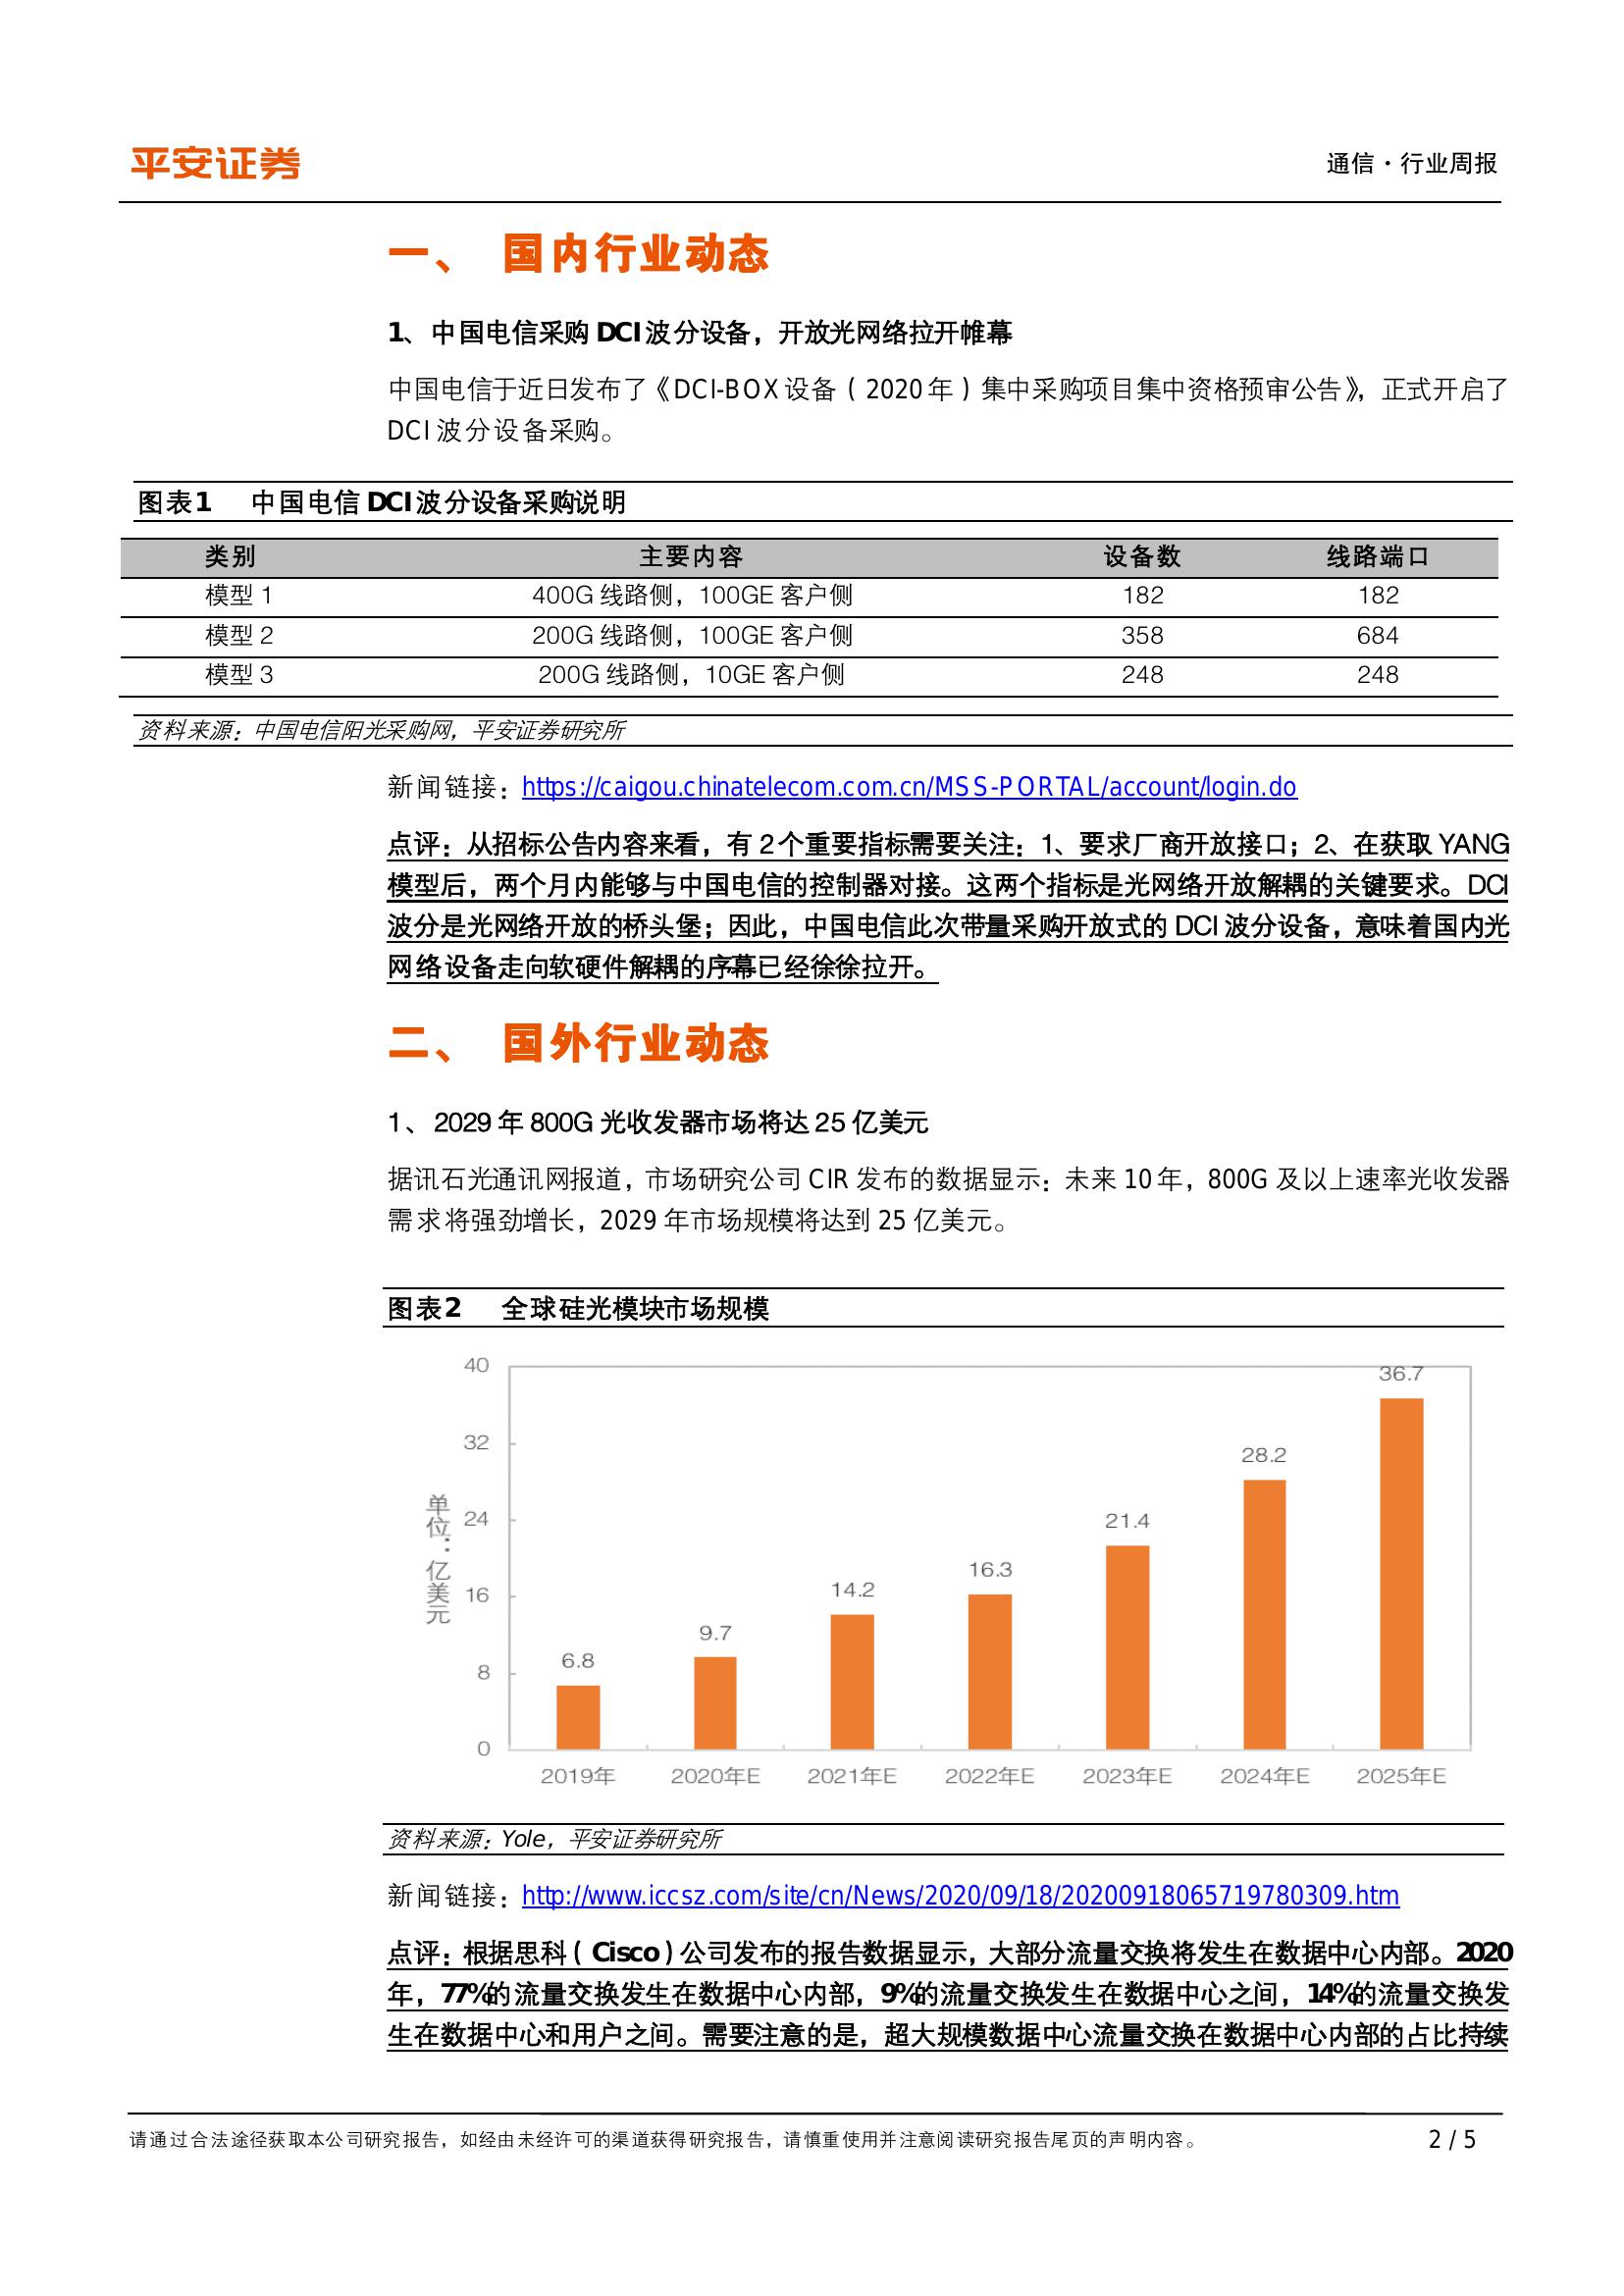 平安证券
通信·行业周报
一、 国内行业动态
1、 中国电信采购 DCI 波分设备，开放光网络拉开帷幕
中国电信于近日发布了《DCI-BOX 设备（2020 年）集中采购项目集中资格预审公告》，正式开启了
DCI 波分设备采购。
图表1 中国电信 DCI 波分设备采购说明
类别 主要内容 设备数 线路端口
模型 1 400G 线路侧，100GE 客户侧 182 182
模型 2 200G 线路侧，100GE 客户侧 358 684
模型 3 200G 线路侧，10GE 客户侧 248 248
资料来源：中国电信阳光采购网，平安证券研究所
新闻链接：https://caigou.chinatelecom.com.cn/MSS-PORTAL/account/login.do
点评：从招标公告内容来看，有 2 个重要指标需要关注：1、要求厂商开放接口；2、在获取 YANG
模型后，两个月内能够与中国电信的控制器对接。这两个指标是光网络开放解耦的关键要求。DCI
波分是光网络开放的桥头堡；因此，中国电信此次带量采购开放式的 DCI 波分设备，意味着国内光
网络设备走向软硬件解耦的序幕已经徐徐拉开。
二、 国外行业动态
1、 2029 年 800G 光收发器市场将达 25 亿美元
据讯石光通讯网报道，市场研究公司 CIR 发布的数据显示：未来 10 年，800G 及以上速率光收发器
需求将强劲增长，2029 年市场规模将达到 25 亿美元。
图表2 全球硅光模块市场规模
单位：亿美元
40
32
24
16
8
0
6.8
9.7
14.2
16.3
21.4
28.2
36.7
2019年 2020年E 2021年E 2022年E 2023年E 2024年E 2025年E
资料来源：Yole，平安证券研究所
新闻链接：http://www.iccsz.com/site/cn/News/2020/09/18/20200918065719780309.htm
点评：根据思科（Cisco）公司发布的报告数据显示，大部分流量交换将发生在数据中心内部。2020
年，77%的流量交换发生在数据中心内部，9%的流量交换发生在数据中心之间，14%的流量交换发
生在数据中心和用户之间。需要注意的是，超大规模数据中心流量交换在数据中心内部的占比持续
请通过合法途径获取本公司研究报告，如经由未经许可的渠道获得研究报告，请慎重使用并注意阅读研究报告尾页的声明内容。
2 / 5